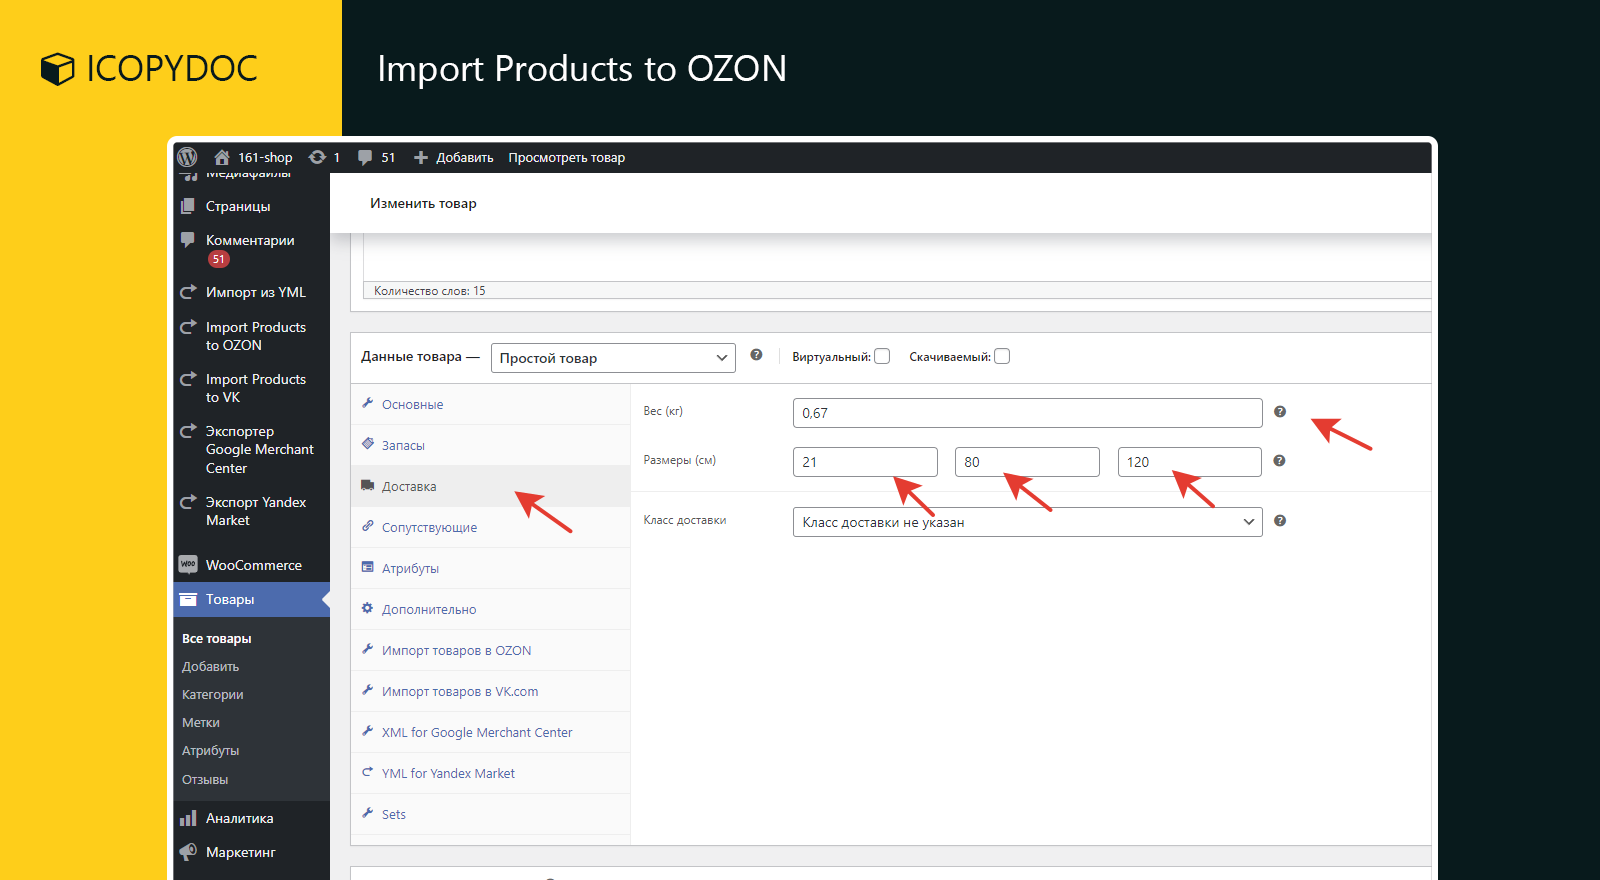 ICOPYDOC
Import Products to OZON
161-shop
1
51
Добавить
Просмотреть товар
Медиафайлы
Страницы
Комментарии
51
Импорт из YML
Import Products
to OZON
Import Products
to VK
Экспортер
Google Merchant
Center
Экспорт Yandex
Market
WooCommerce
Товары
Все товары
Добавить
Категории
Метки
Атрибуты
Отзывы
Аналитика
Маркетинг
Изменить товар
Количество слов: 15
Данные товара —
Простой товар
Виртуальный:
Скачиваемый:
Основные
Запасы
Доставка
Сопутствующие
Атрибуты
Дополнительно
Импорт товаров в OZON
Импорт товаров в VK.com
XML for Google Merchant Center
YML for Yandex Market
Sets
Вес (кг)
0,67
Размеры (см)
21
80
120
Класс доставки
Класс доставки не указан